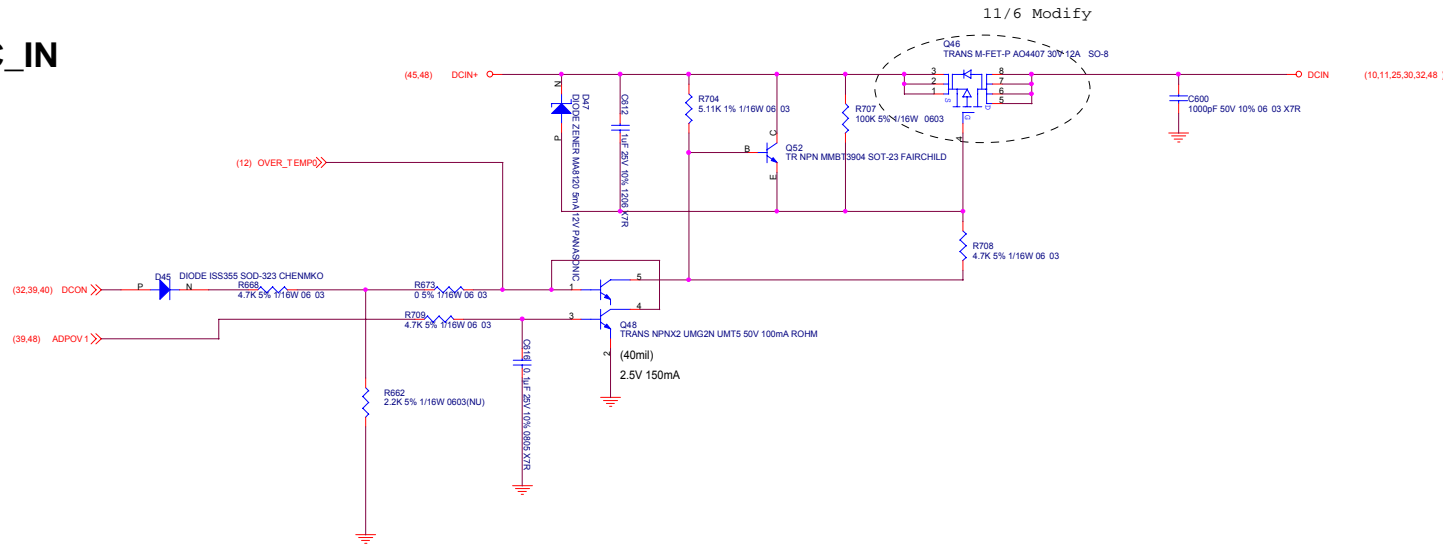 11/6 Modify
C_IN
Q46
TRANS M-FET-P AO4407 30V 12A SO-8
(45,48) DCIN+
3
2
1
8
7
6
5
S
D
G
4
DCIN (10,11,25,30,32,48
N
D47
P
DIODE ZENER MA8120 5mA 12V PANASONIC
C612
1uF 25V 10% 1206 X7R
R704
5.11K 1% 1/16W 06 03
R707
100K 5% 1/16W 0603
C600
1000pF 50V 10% 06 03 X7R
C
B
E
Q52
TR NPN MMBT3904 SOT-23 FAIRCHILD
(12) OVER_TEMP0
R708
4.7K 5% 1/16W 06 03
(32,39,40) DCON
P
D45
N
DIODE ISS355 SOD-323 CHENMKO
R668
4.7K 5% 1/16W 06 03
R673
0 5% 1/16W 06 03
1
5
4
3
2
R709
4.7K 5% 1/16W 06 03
Q48
TRANS NPNX2 UMG2N UMT5 50V 100mA ROHM
(39,48) ADPOV1
(40mil)
2.5V 150mA
C616
0.1uF 25V 10% 0805 X7R
R662
2.2K 5% 1/16W 0603(NU)